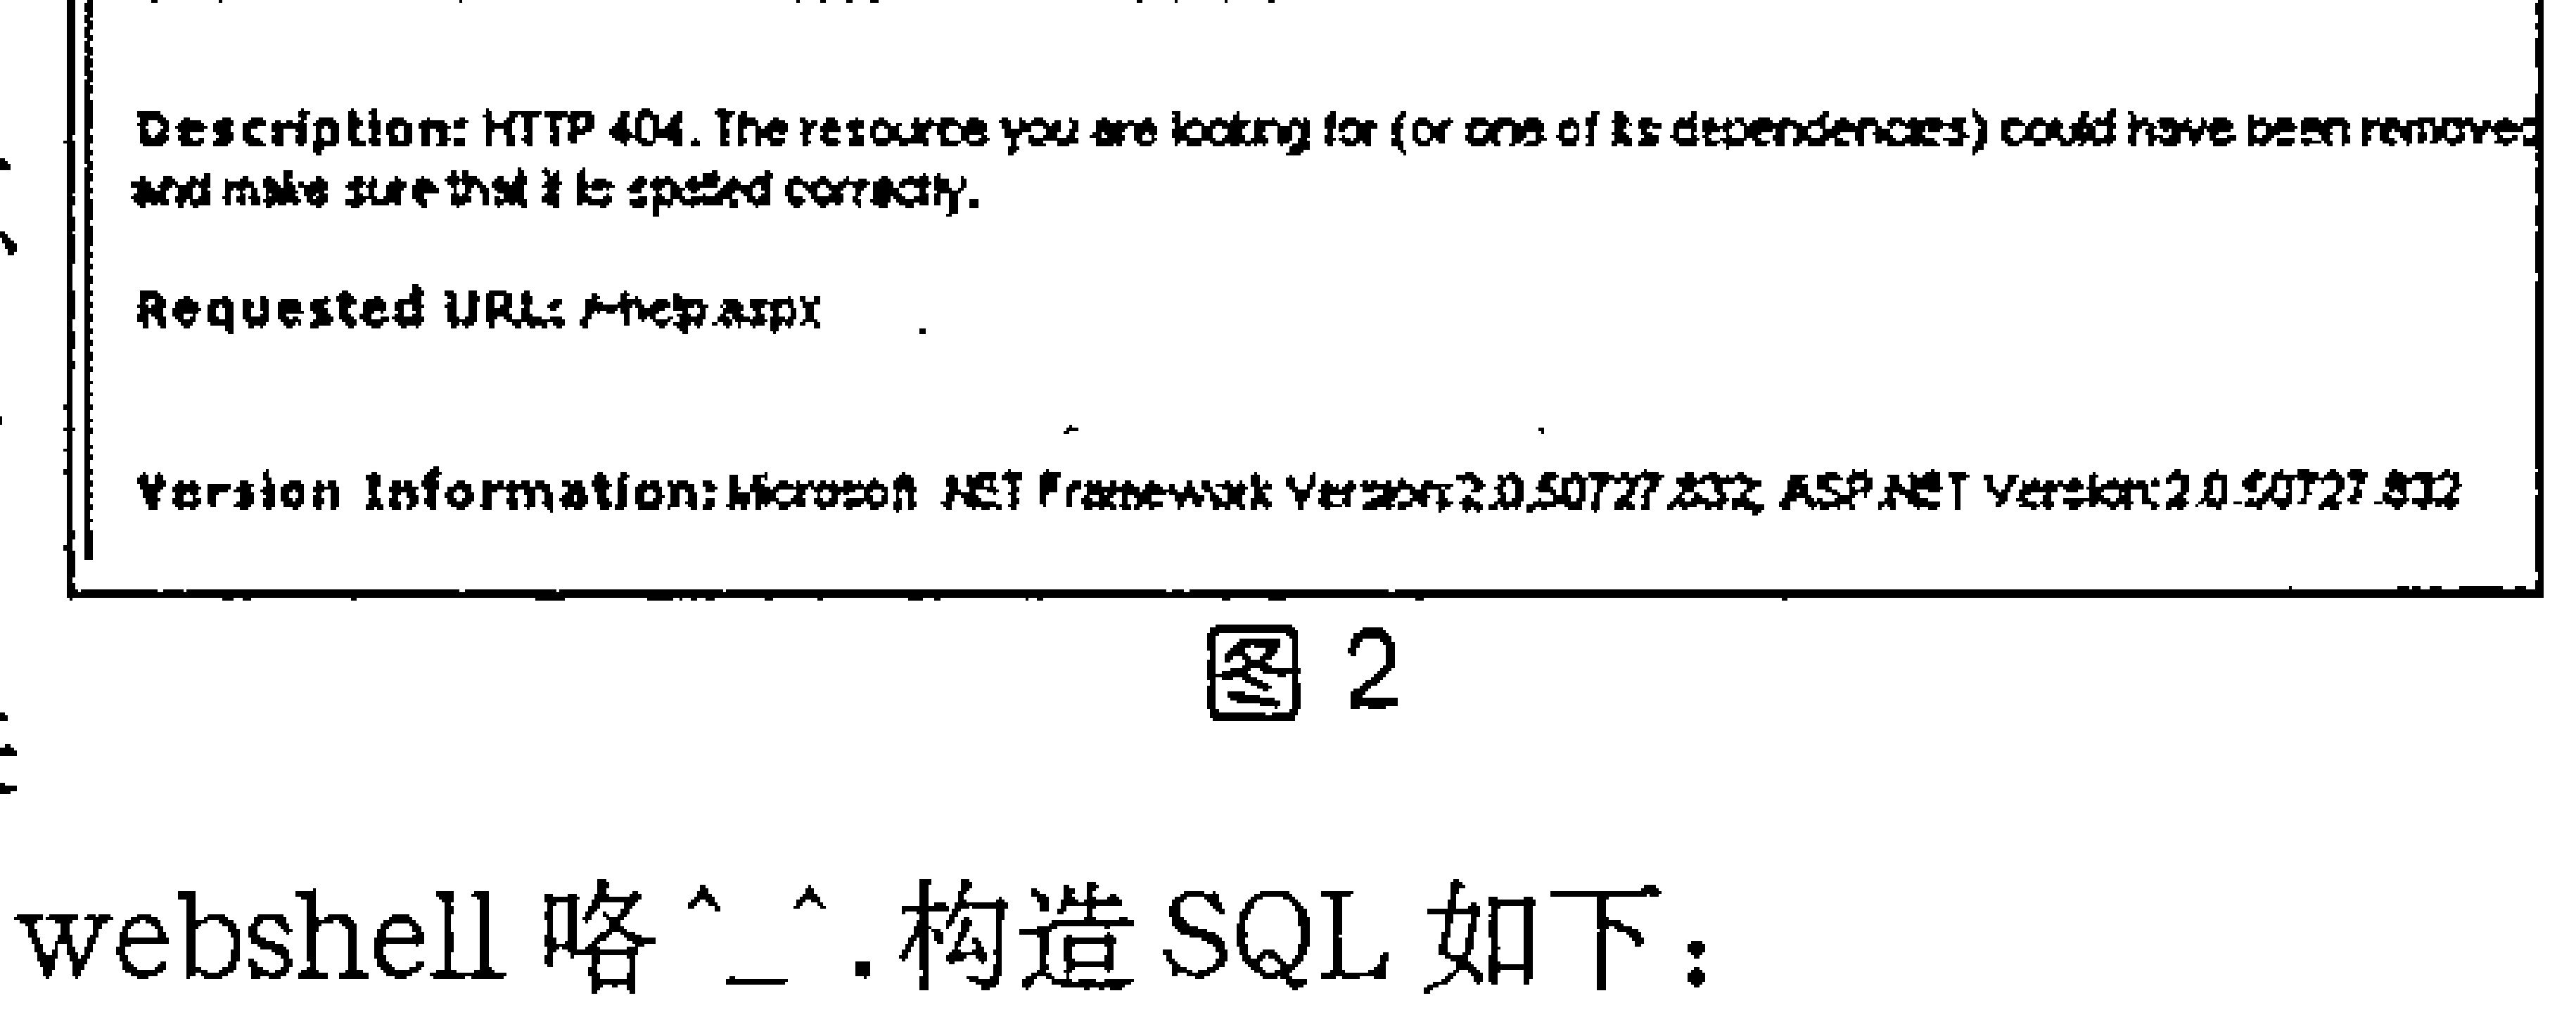 Description: HTTP 404. The resource you are looking for (or one of its dependencies) could have been removed
and make sure that it is spelled correctly.
Requested URL: /~help.aspx
Version Information: Microsoft .NET Framework Version:2.0.50727.832; ASP.NET Version:2.0.50727.832
图 2
webshell 咯^_^.构造 SQL 如下：